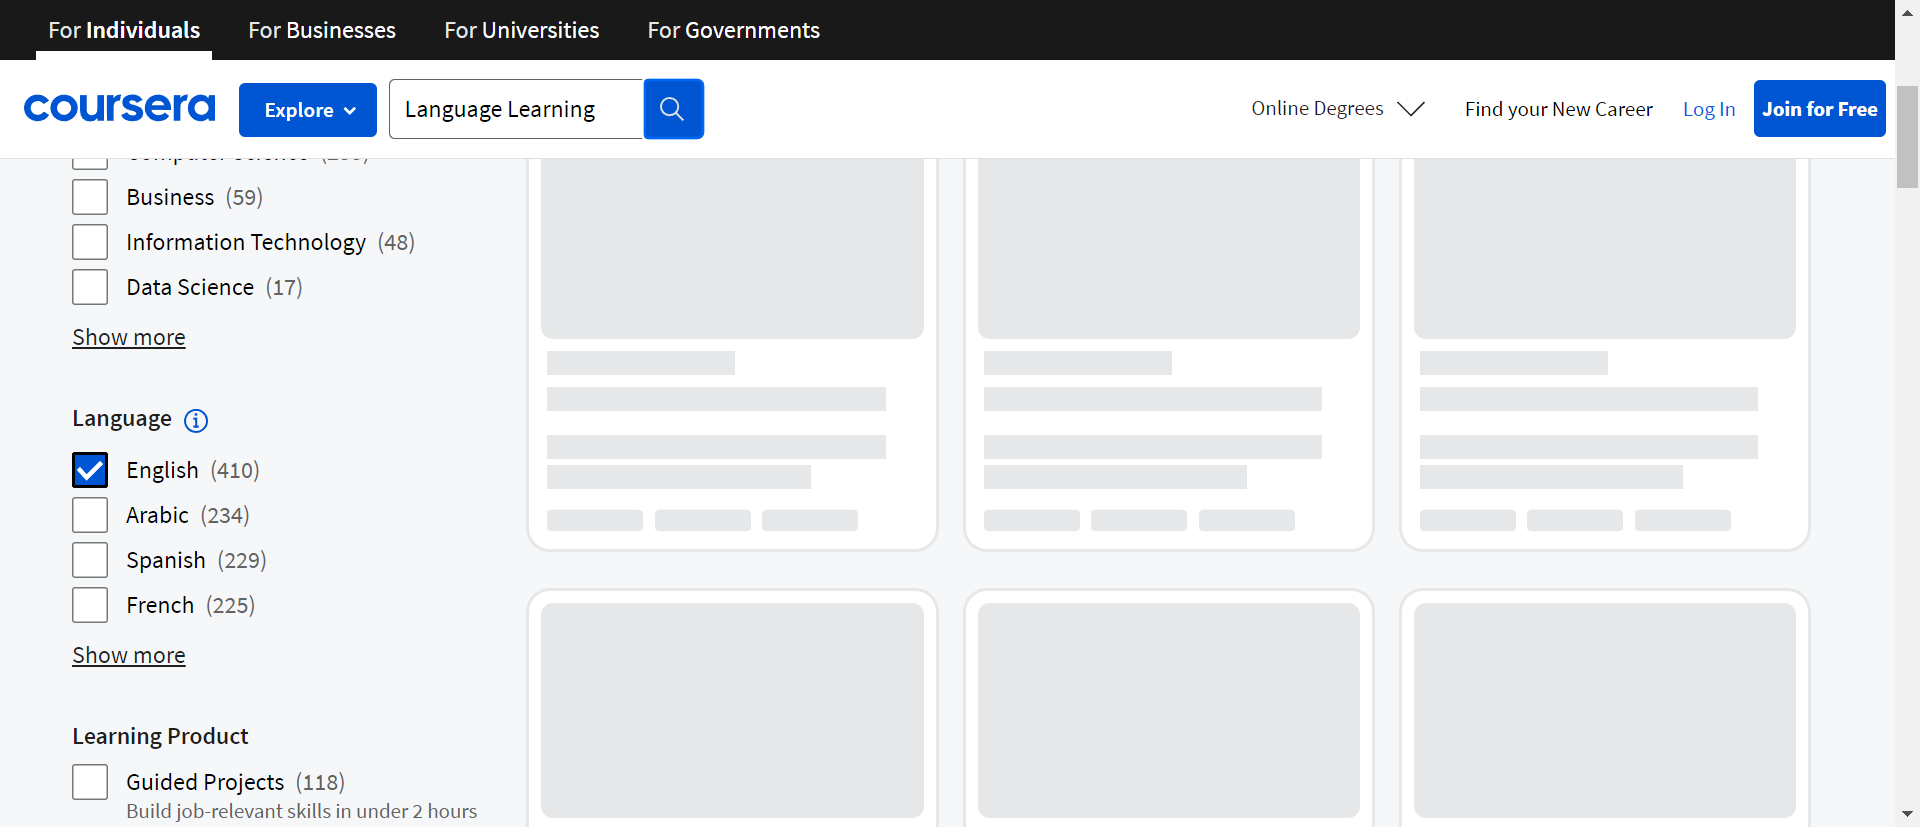 For Individuals For Businesses For Universities For Governments
coursera Explore Language Learning Online Degrees Find your New Career Log In Join for Free
Business (59)
Information Technology (48)
Data Science (17)
Show more
Language
English (410)
Arabic (234)
Spanish (229)
French (225)
Show more
Learning Product
Guided Projects (118)
Build job-relevant skills in under 2 hours